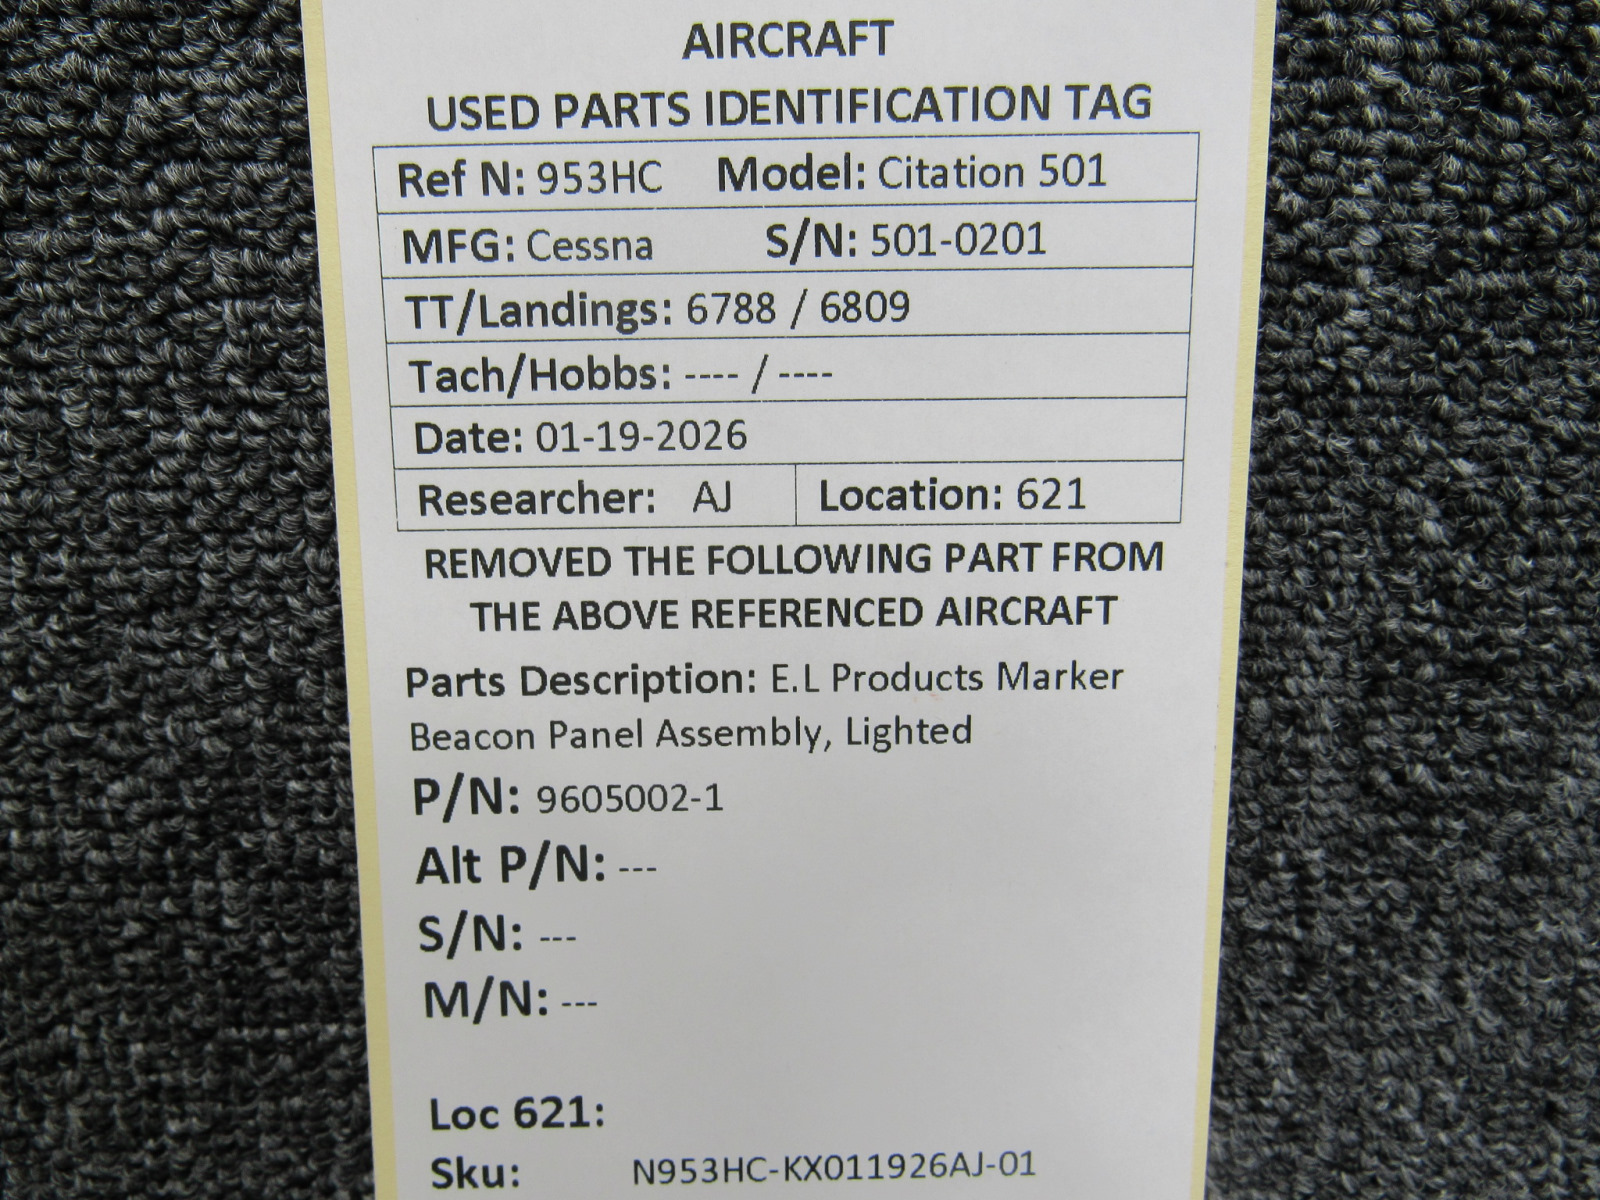 AIRCRAFT
USED PARTS IDENTIFICATION TAG
Ref N: 953HC Model: Citation 501
MFG: Cessna S/N: 501-0201
TT/Landings: 6788 / 6809
Tach/Hobbs: ---- / ----
Date: 01-19-2026
Researcher: AJ Location: 621
REMOVED THE FOLLOWING PART FROM
THE ABOVE REFERENCED AIRCRAFT
Parts Description: E.L Products Marker
Beacon Panel Assembly, Lighted
P/N: 9605002-1
Alt P/N: ---
S/N: ---
M/N: ---
Loc 621:
Sku: N953HC-KX011926AJ-01